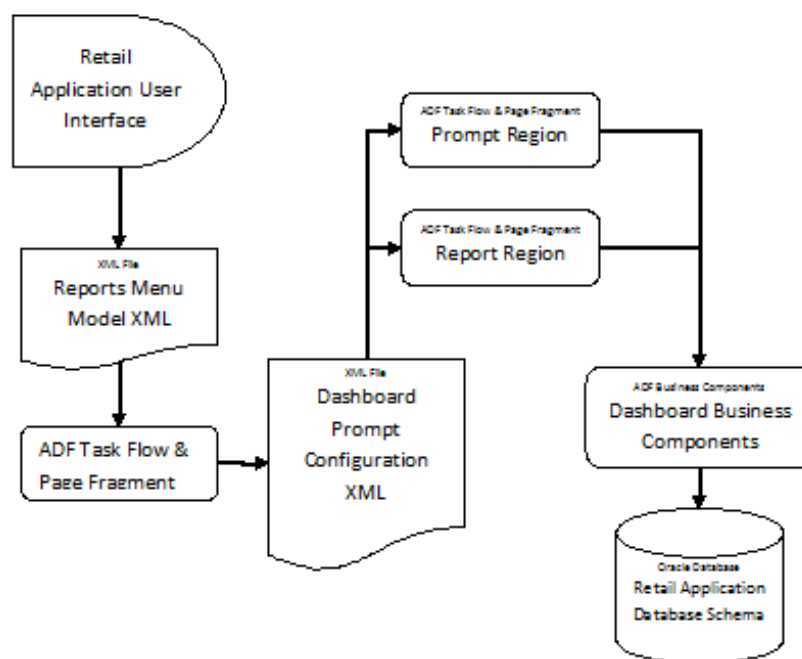 Retail
Application User
Interface
XML File
Reports Menu
Model XML
ADF Task Flow &
Page Fragment
XML File
Dashboard
Prompt
Configuration
XML
ADF Task Flow & Page Fragment
Prompt Region
ADF Task Flow & Page Fragment
Report Region
ADF Business Components
Dashboard Business
Components
Oracle Database
Retail Application
Database Schema